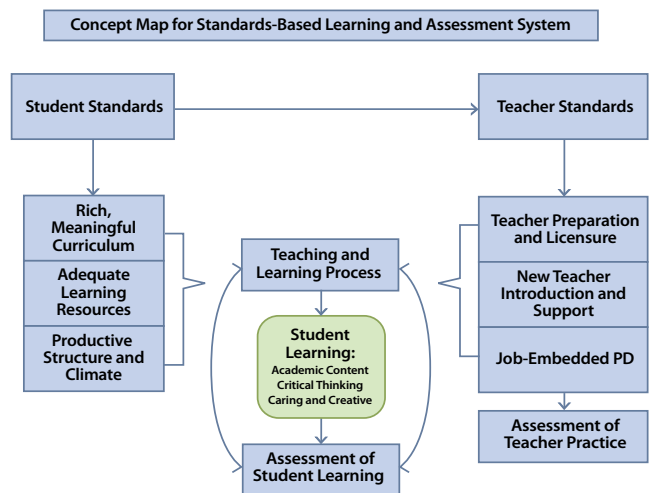 Concept Map for Standards-Based Learning and Assessment System
Student Standards
Teacher Standards
Rich,
Meaningful
Curriculum
Adequate
Learning
Resources
Productive
Structure and
Climate
Teaching and
Learning Process
Student
Learning:
Academic Content
Critical Thinking
Caring and Creative
Assessment of
Student Learning
Teacher Preparation
and Licensure
New Teacher
Introduction and
Support
Job-Embedded PD
Assessment of
Teacher Practice